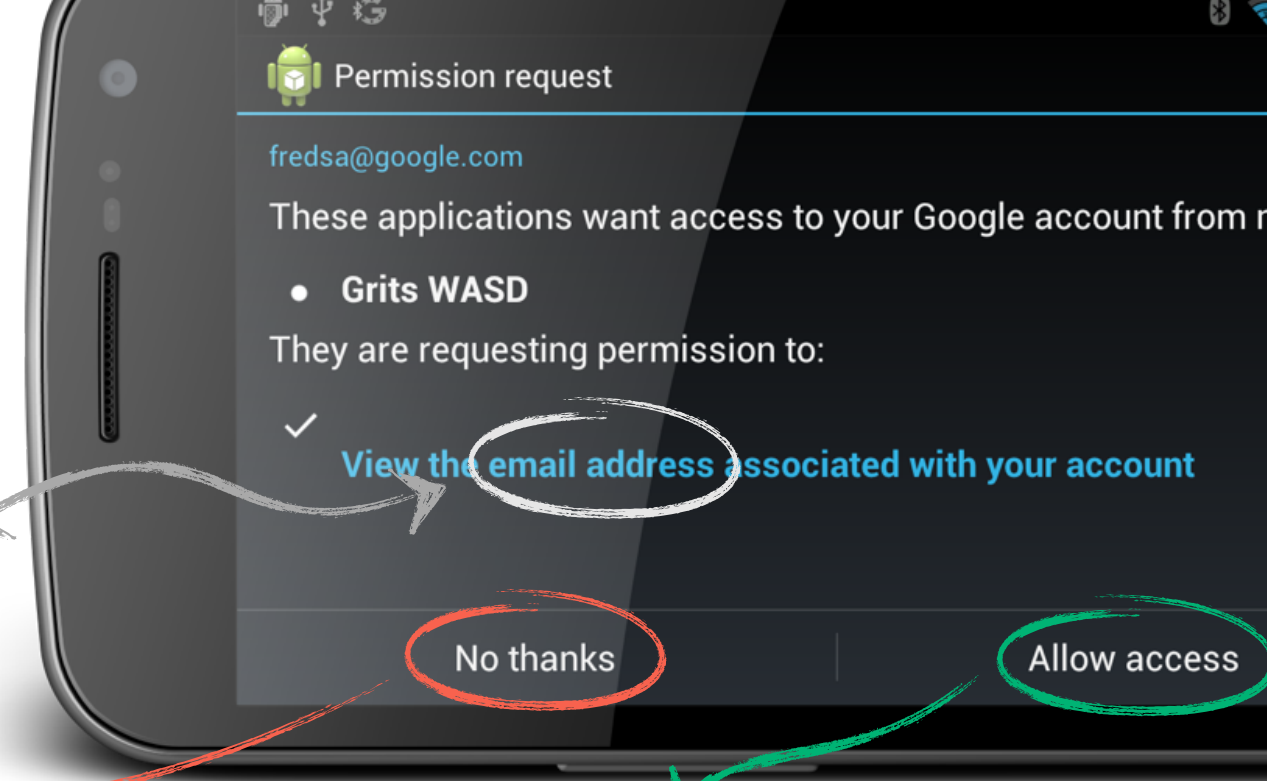 Permission request
fredsa@google.com
These applications want access to your Google account from
Grits WASD
They are requesting permission to:
View the email address associated with your account
No thanks
Allow access